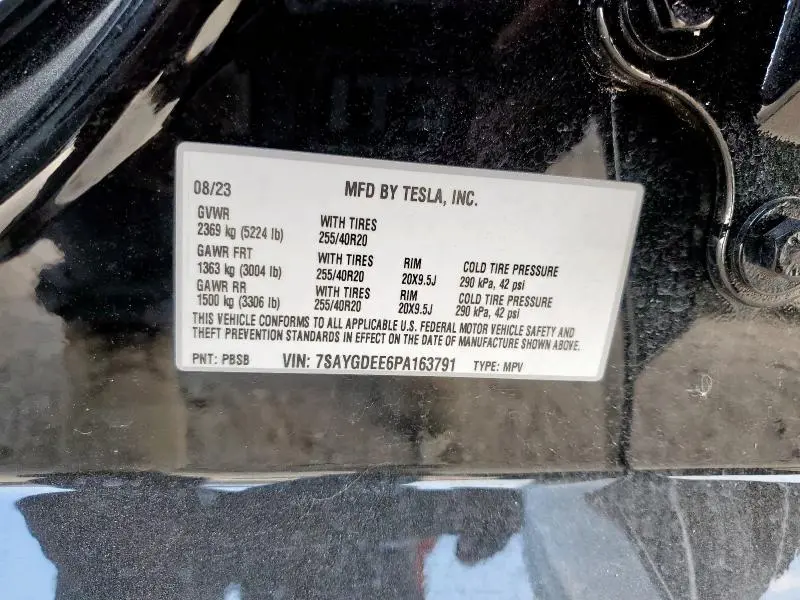 08/23 MFD BY TESLA, INC.
GVWR
2369 kg (5224 lb) WITH TIRES 255/40R20
GAWR FRT
1363 kg (3004 lb) WITH TIRES 255/40R20 RIM 20X9.5J COLD TIRE PRESSURE 290 kPa, 42 psi
GAWR RR
1500 kg (3306 lb) WITH TIRES 255/40R20 RIM 20X9.5J COLD TIRE PRESSURE 290 kPa, 42 psi
THIS VEHICLE CONFORMS TO ALL APPLICABLE U.S. FEDERAL MOTOR VEHICLE SAFETY AND
THEFT PREVENTION STANDARDS IN EFFECT ON THE DATE OF MANUFACTURE SHOWN ABOVE.
PNT: PBSB VIN: 7SAYGDEE6PA163791 TYPE: MPV